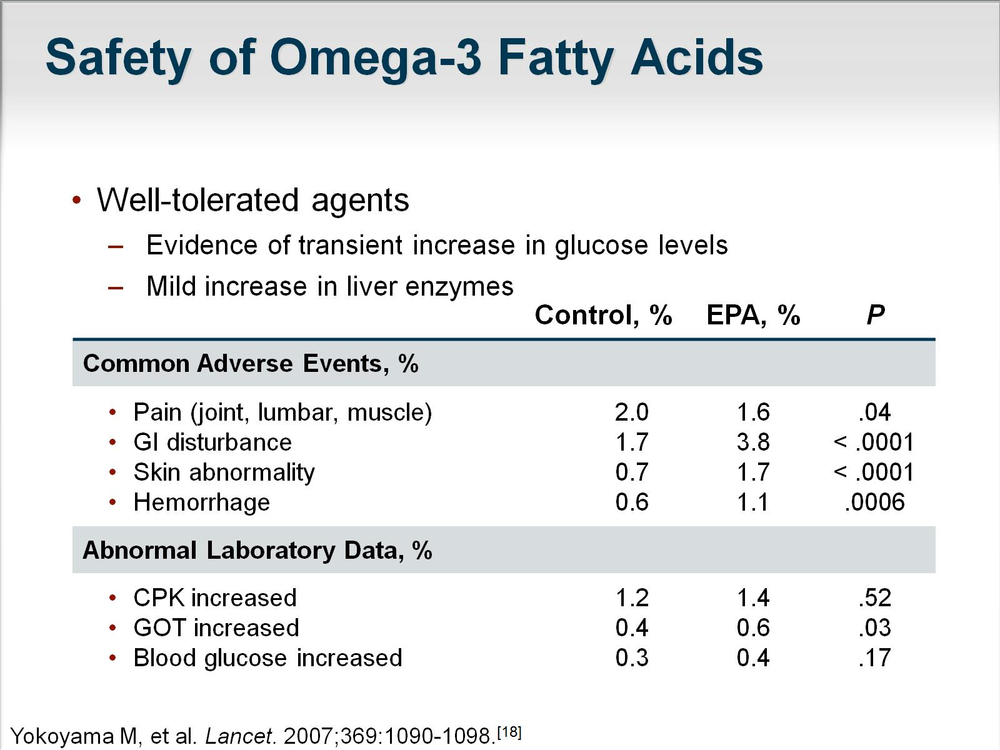 Safety of Omega-3 Fatty Acids
• Well-tolerated agents
– Evidence of transient increase in glucose levels
– Mild increase in liver enzymes
Control, % EPA, % P
Common Adverse Events, %
• Pain (joint, lumbar, muscle) 2.0 1.6 .04
• GI disturbance 1.7 3.8 < .0001
• Skin abnormality 0.7 1.7 < .0001
• Hemorrhage 0.6 1.1 .0006
Abnormal Laboratory Data, %
• CPK increased 1.2 1.4 .52
• GOT increased 0.4 0.6 .03
• Blood glucose increased 0.3 0.4 .17
Yokoyama M, et al. Lancet. 2007;369:1090-1098.[18]